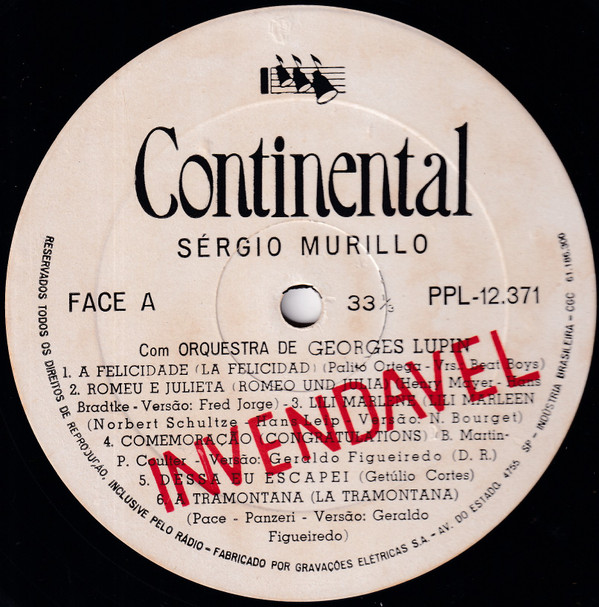 Continental
SÉRGIO MURILLO
FACE A
33 1/3
PPL-12.371
Com ORQUESTRA DE GEORGES LUPIN
1. A FELICIDADE (LA FELICIDAD) (Palito Ortega - Vrs. Beat Boys)
2. ROMEU E JULIETA (ROMEO UND JULIA) (Henry Mayer - Hans
Bradtke - Versão: Fred Jorge) - 3. LILI MARLENE (LILI MARLEEN
(Norbert Schultze - Hans Leip - Versão: N. Bourget)
4. COMEMORAÇÃO (CONGRATULATIONS) (B. Martin-
P. Coulter - Versão: Geraldo Figueiredo (D. R.)
5. DESSA EU ESCAPEI (Getúlio Cortes)
6. A TRAMONTANA (LA TRAMONTANA)
(Pace - Panzeri - Versão: Geraldo
Figueiredo)
INVENDAVEL
RESERVADOS TODOS OS DIREITOS DE REPRODUÇÃO, INCLUSIVE PELO RÁDIO - FABRICADO POR GRAVAÇÕES ELÉTRICAS S.A. - AV. DO ESTADO, 4755 SP - INDÚSTRIA BRASILEIRA - CGC 61.186.300